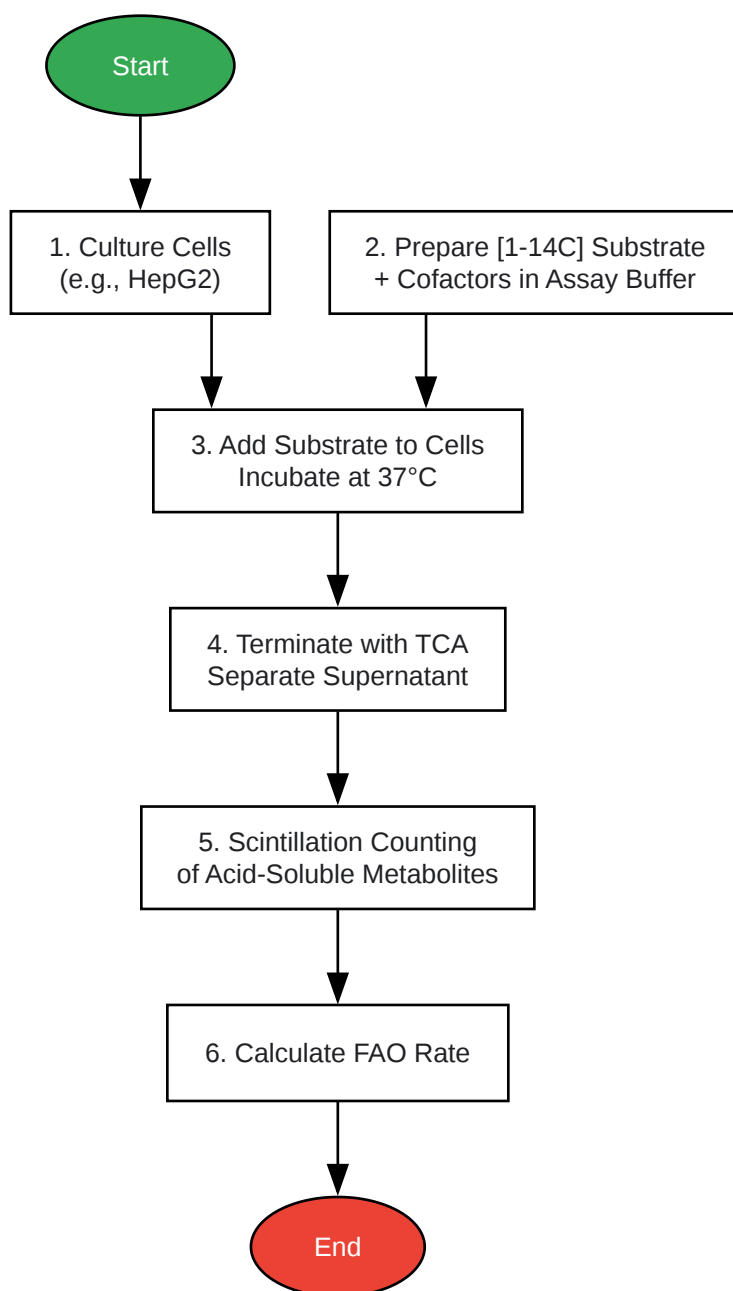 Start
1. Culture Cells
(e.g., HepG2)
2. Prepare [1-14C] Substrate
+ Cofactors in Assay Buffer
3. Add Substrate to Cells
Incubate at 37°C
4. Terminate with TCA
Separate Supernatant
5. Scintillation Counting
of Acid-Soluble Metabolites
6. Calculate FAO Rate
End